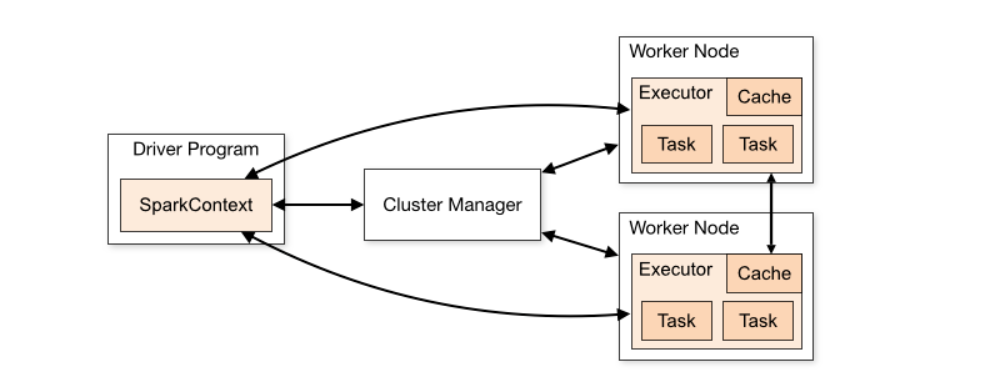 Driver Program
SparkContext
Cluster Manager
Worker Node
Executor
Cache
Task
Task
Worker Node
Executor
Cache
Task
Task